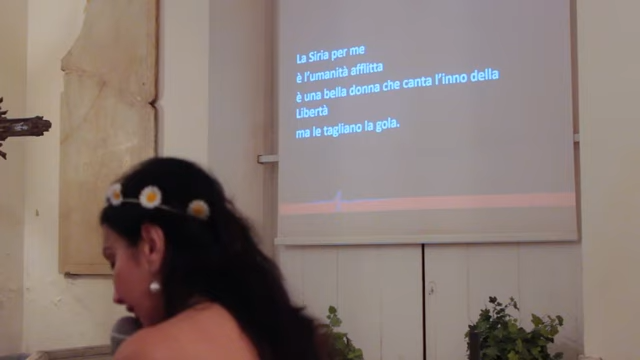 La Siria per me
è l'umanità afflitta
è una bella donna che canta l'inno della
Libertà
ma le tagliano la gola.